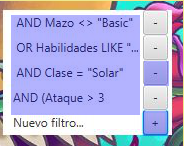 AND Mazo <> "Basic" -
OR Habilidades LIKE "... -
AND Clase = "Solar" -
AND (Ataque > 3 -
Nuevo filtro... +